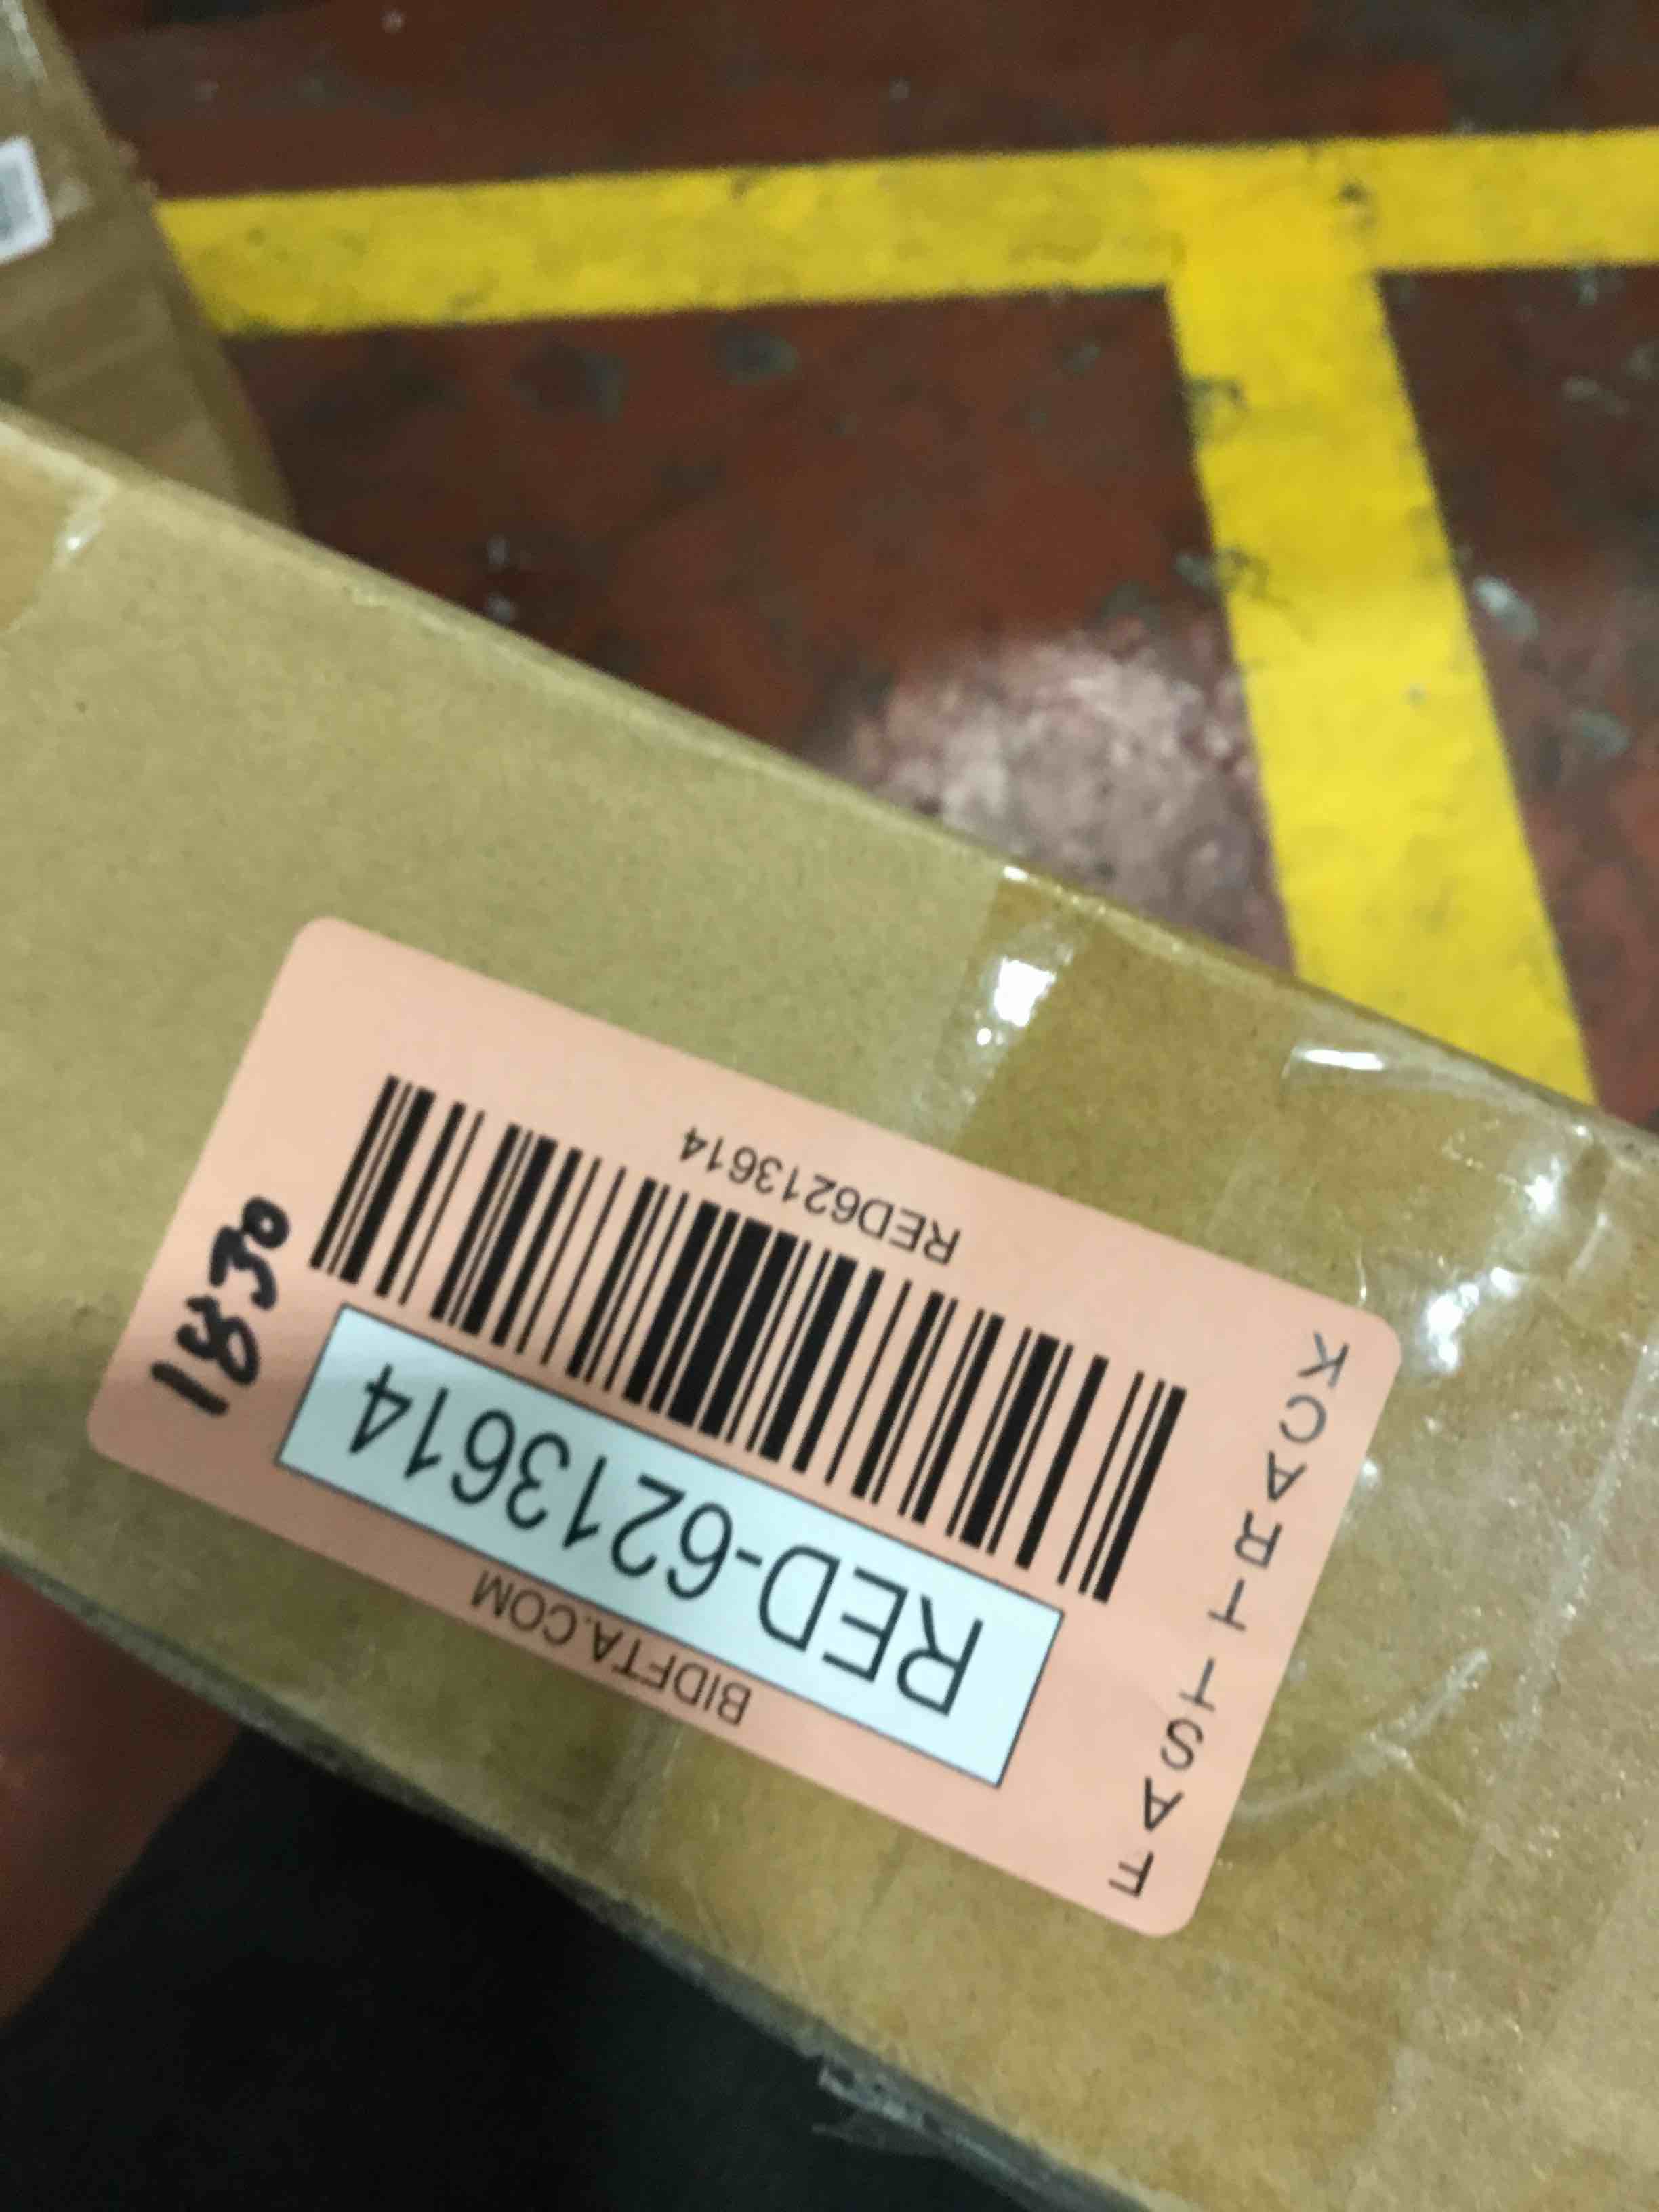 BIDFTA.COM
RED-6213614
RED6213614
FAST TRACK
1830